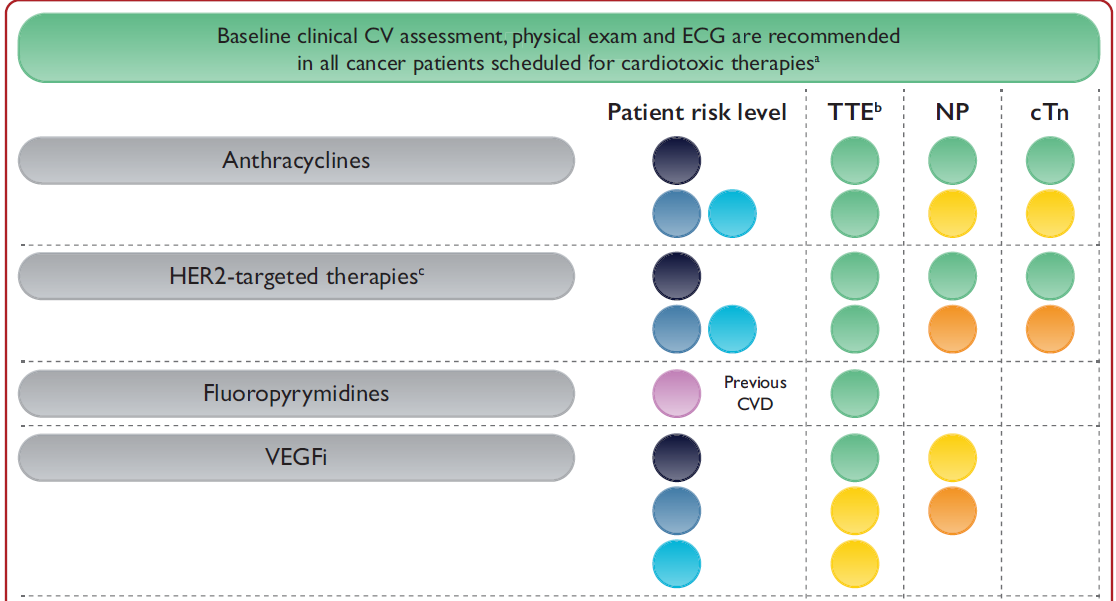 Baseline clinical CV assessment, physical exam and ECG are recommended
in all cancer patients scheduled for cardiotoxic therapiesᵃ
Patient risk level TTEᵇ NP cTn
Anthracyclines
HER2-targeted therapiesᶜ
Fluoropyrymidines
Previous
CVD
VEGFi